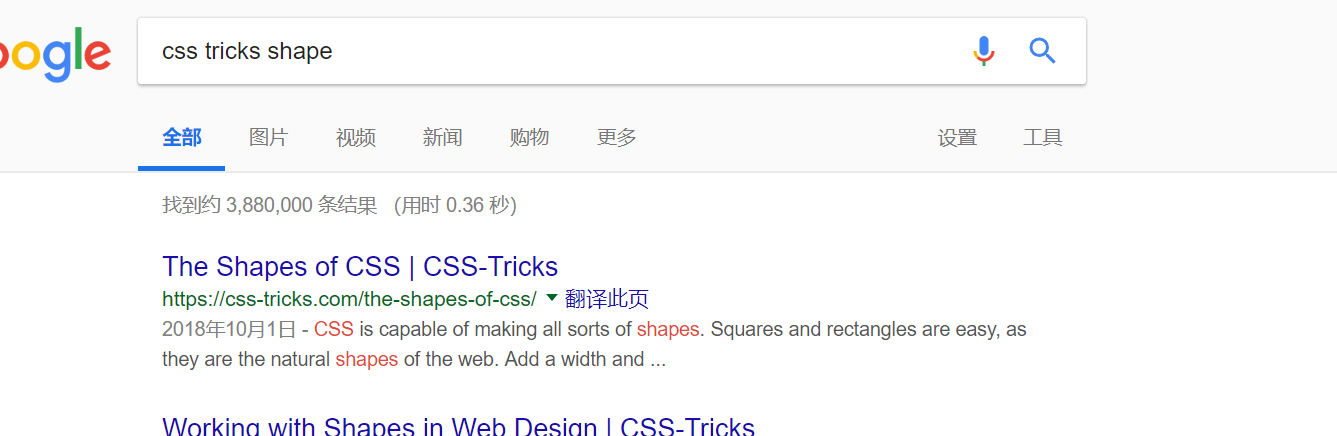 oogle
css tricks shape
全部 图片 视频 新闻 购物 更多 设置 工具
找到约 3,880,000 条结果 (用时 0.36 秒)
The Shapes of CSS | CSS-Tricks
https://css-tricks.com/the-shapes-of-css/ 翻译此页
2018年10月1日 - CSS is capable of making all sorts of shapes. Squares and rectangles are easy, as
they are the natural shapes of the web. Add a width and ...
Working with Shapes in Web Design | CSS-Tricks